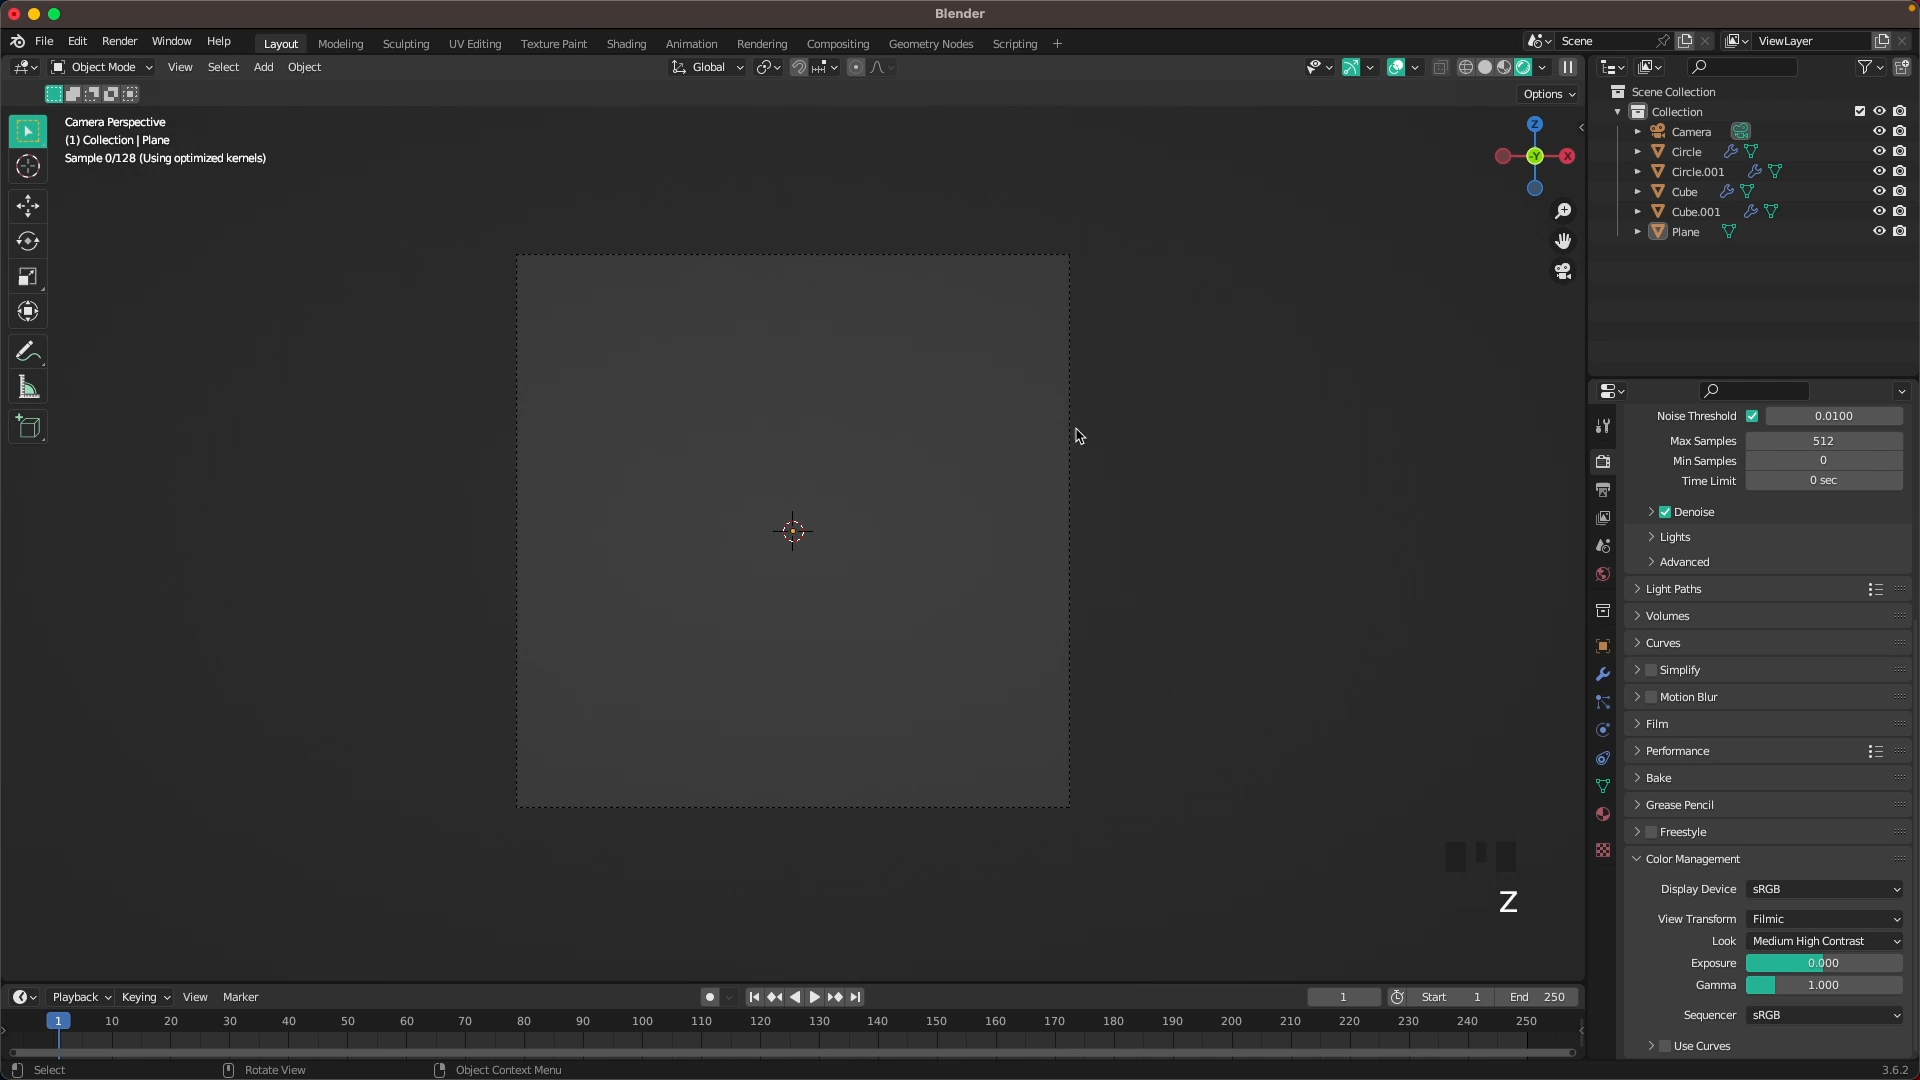 Blender
File Edit Render Window Help
Layout Modeling Sculpting UV Editing Texture Paint Shading Animation Rendering Compositing Geometry Nodes Scripting +
Scene
ViewLayer
Object Mode View Select Add Object
Global
Options
Camera Perspective
(1) Collection | Plane
Sample 0/128 (Using optimized kernels)
Z
-Y
X
Scene Collection
Collection
Camera
Circle
Circle.001
Cube
Cube.001
Plane
Noise Threshold 0.0100
Max Samples 512
Min Samples 0
Time Limit 0 sec
Denoise
Lights
Advanced
Light Paths
Volumes
Curves
Simplify
Motion Blur
Film
Performance
Bake
Grease Pencil
Freestyle
Color Management
Display Device sRGB
View Transform Filmic
Look Medium High Contrast
Exposure 0.000
Gamma 1.000
Sequencer sRGB
Use Curves
Z
Playback Keying View Marker
1 Start 1 End 250
1 10 20 30 40 50 60 70 80 90 100 110 120 130 140 150 160 170 180 190 200 210 220 230 240 250
Select Rotate View Object Context Menu
3.6.2